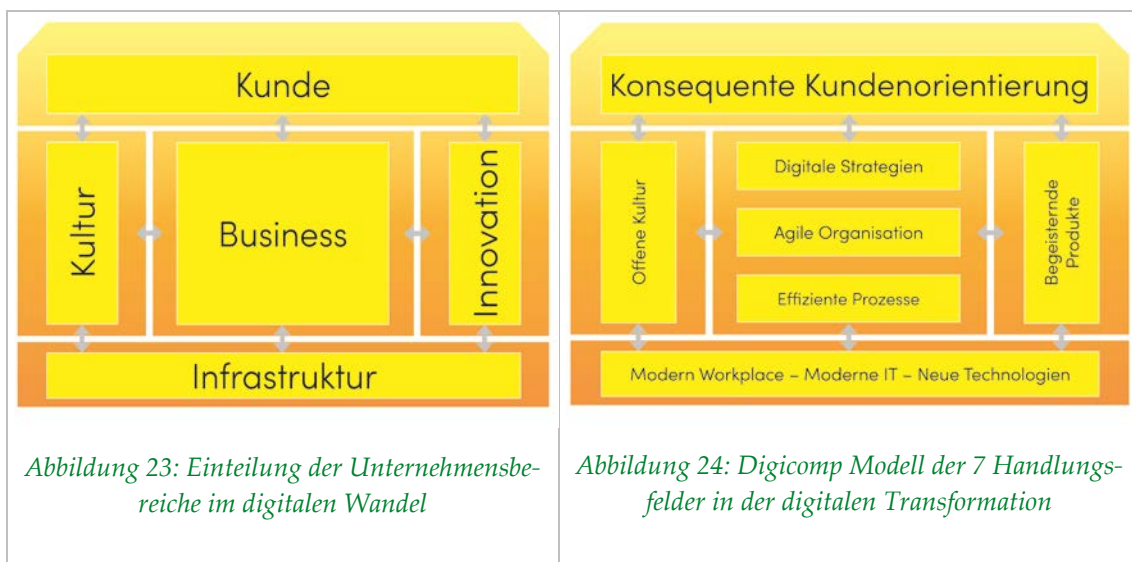 Kunde
Kultur
Business
Innovation
Infrastruktur
Abbildung 23: Einteilung der Unternehmensbe-
reiche im digitalen Wandel
Konsequente Kundenorientierung
Offene Kultur
Digitale Strategien
Agile Organisation
Effiziente Prozesse
Begeisternde
Produkte
Modern Workplace – Moderne IT – Neue Technologien
Abbildung 24: Digicomp Modell der 7 Handlungs-
felder in der digitalen Transformation